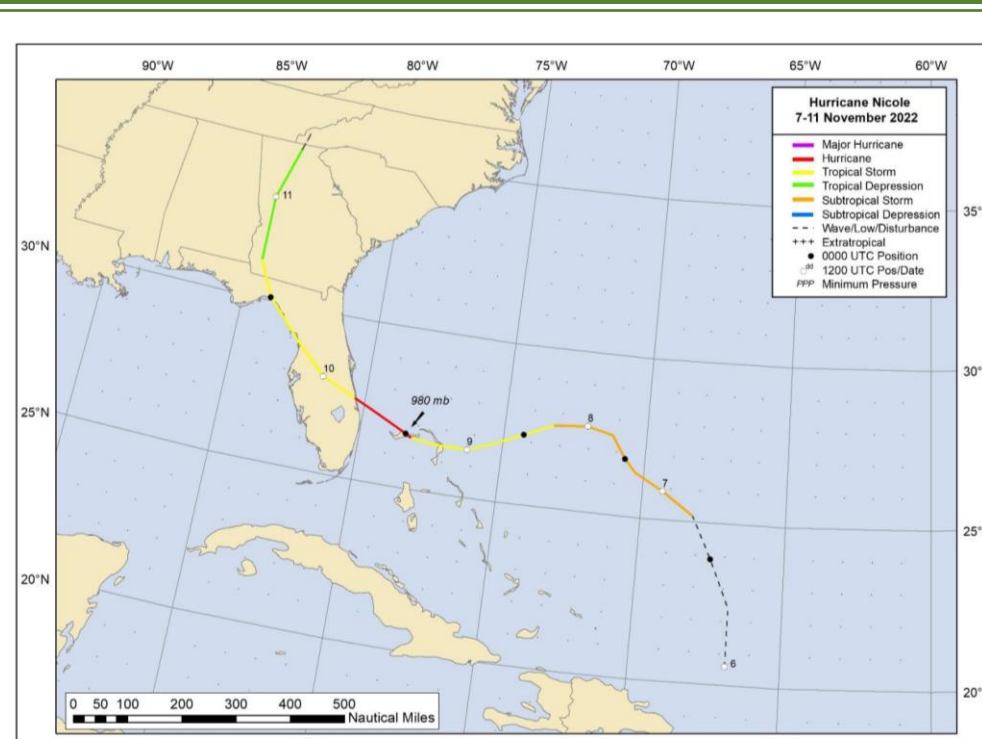 90°W 85°W 80°W 75°W 70°W 65°W 60°W
Hurricane Nicole
7-11 November 2022
Major Hurricane
Hurricane
Tropical Storm
Tropical Depression
Subtropical Storm
Subtropical Depression
Wave/Low/Disturbance
+++ Extratropical
0000 UTC Position
dd 1200 UTC Pos/Date
PPP Minimum Pressure
11
35°
30°N
10
30°N
980 mb
25°N
8
9
7
25°N
20°N
6
20°
0 50 100 200 300 400 500
Nautical Miles